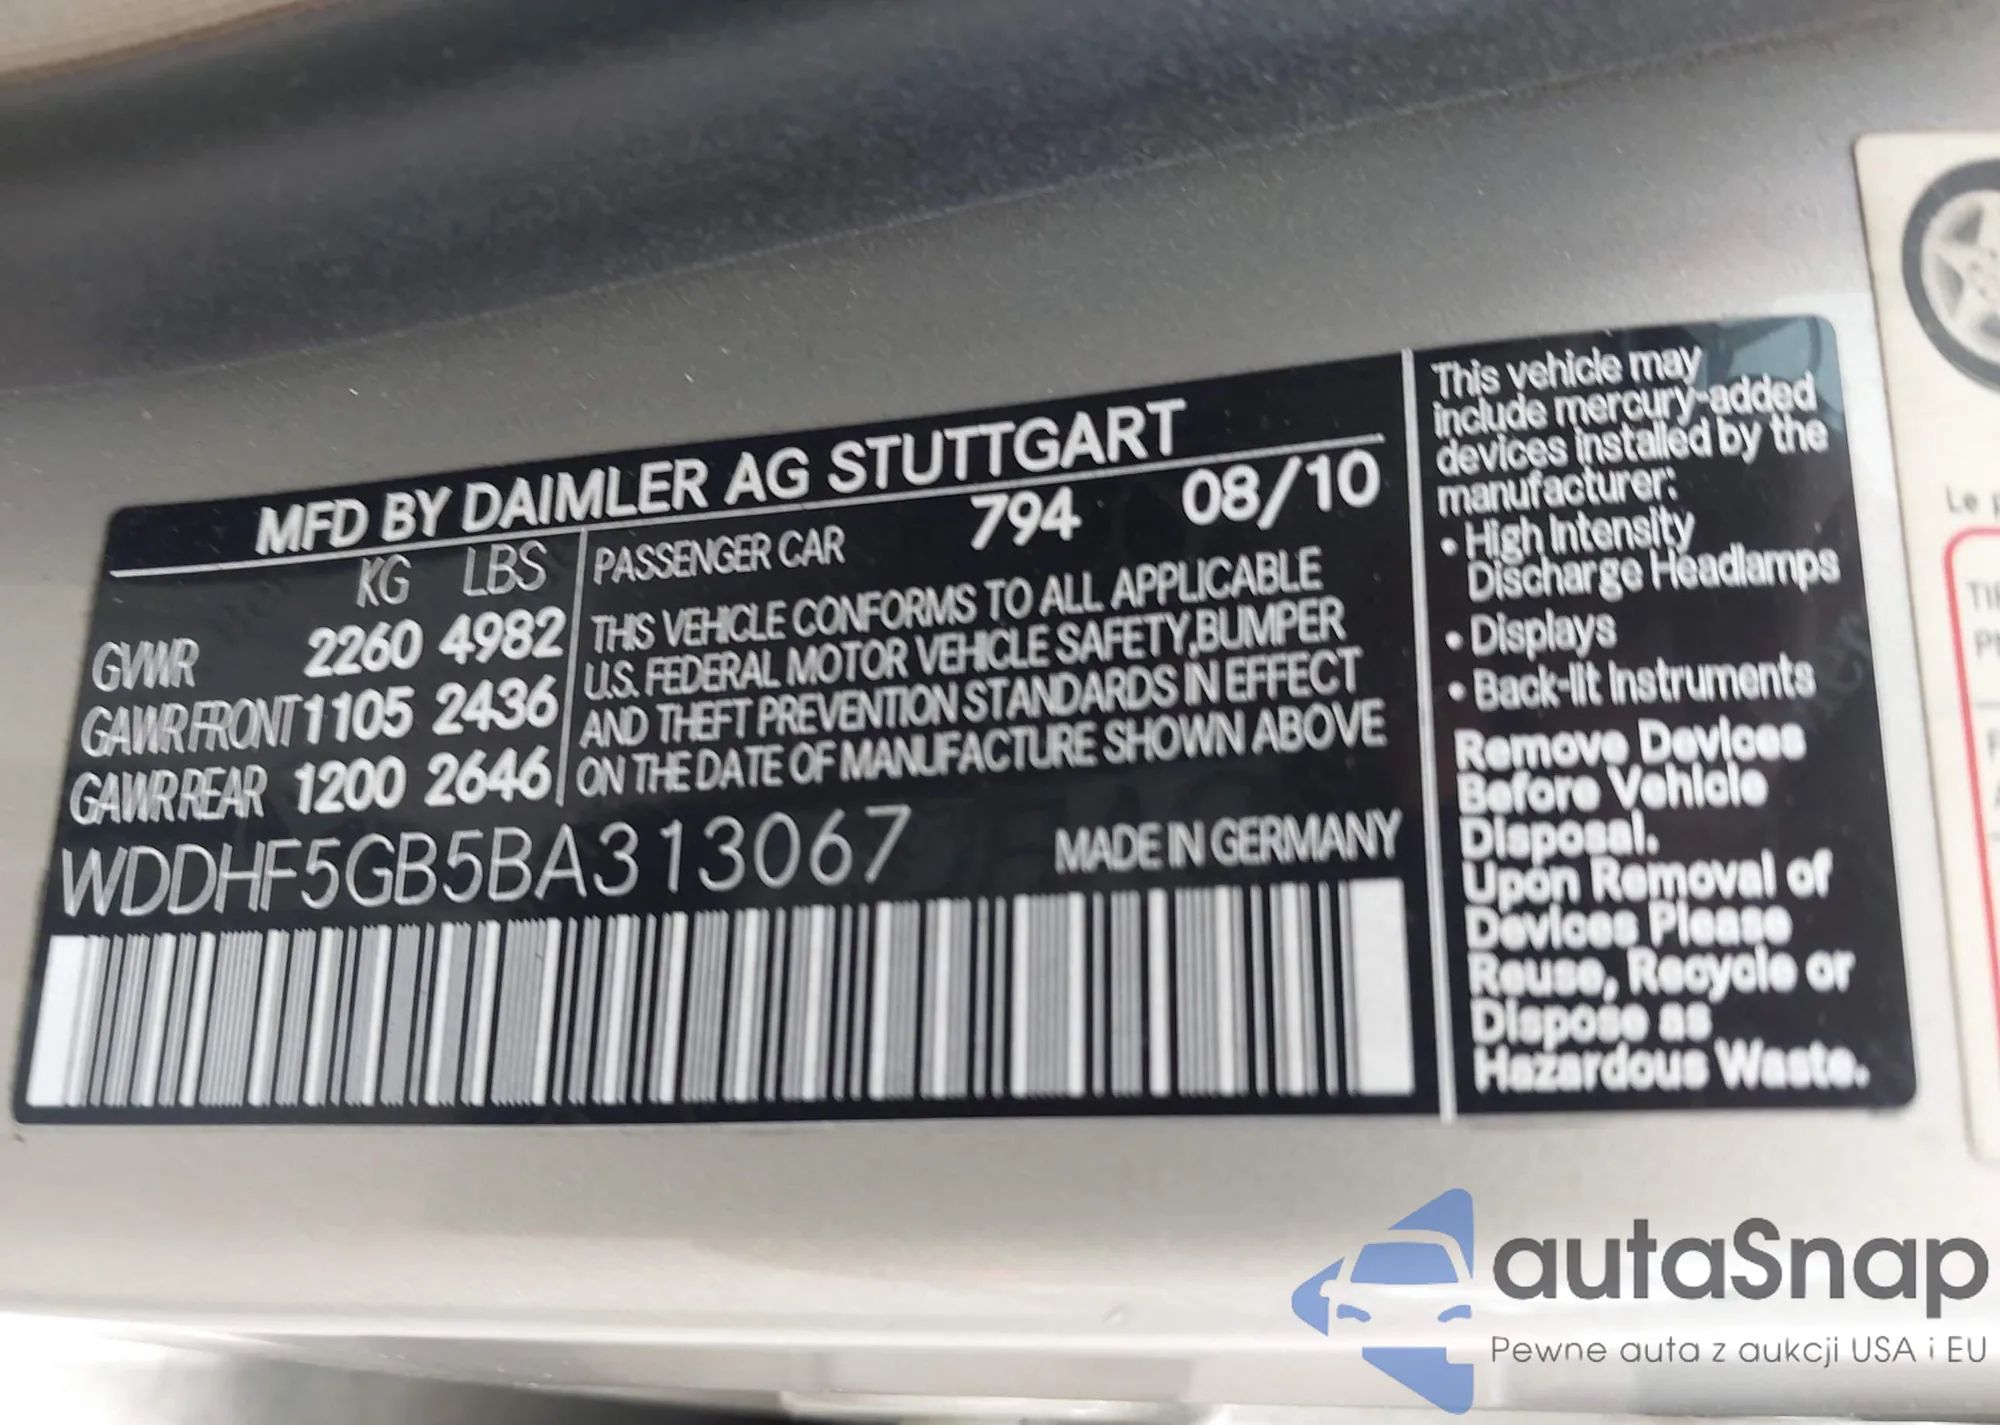 MFD BY DAIMLER AG STUTTGART
KG LBS
GVWR 2260 4982
GAWR FRONT 1105 2436
GAWR REAR 1200 2646
PASSENGER CAR 794 08/10
THIS VEHICLE CONFORMS TO ALL APPLICABLE
U.S. FEDERAL MOTOR VEHICLE SAFETY,BUMPER
AND THEFT PREVENTION STANDARDS IN EFFECT
ON THE DATE OF MANUFACTURE SHOWN ABOVE
WDDHF5GB5BA313067 MADE IN GERMANY
This vehicle may
include mercury-added
devices installed by the
manufacturer:
• High Intensity
Discharge Headlamps
• Displays
• Back-lit Instruments
Remove Devices
Before Vehicle
Disposal.
Upon Removal of
Devices Please
Reuse, Recycle or
Dispose as
Hazardous Waste.
Le
autaSnap
Pewne auta z aukcji USA i EU